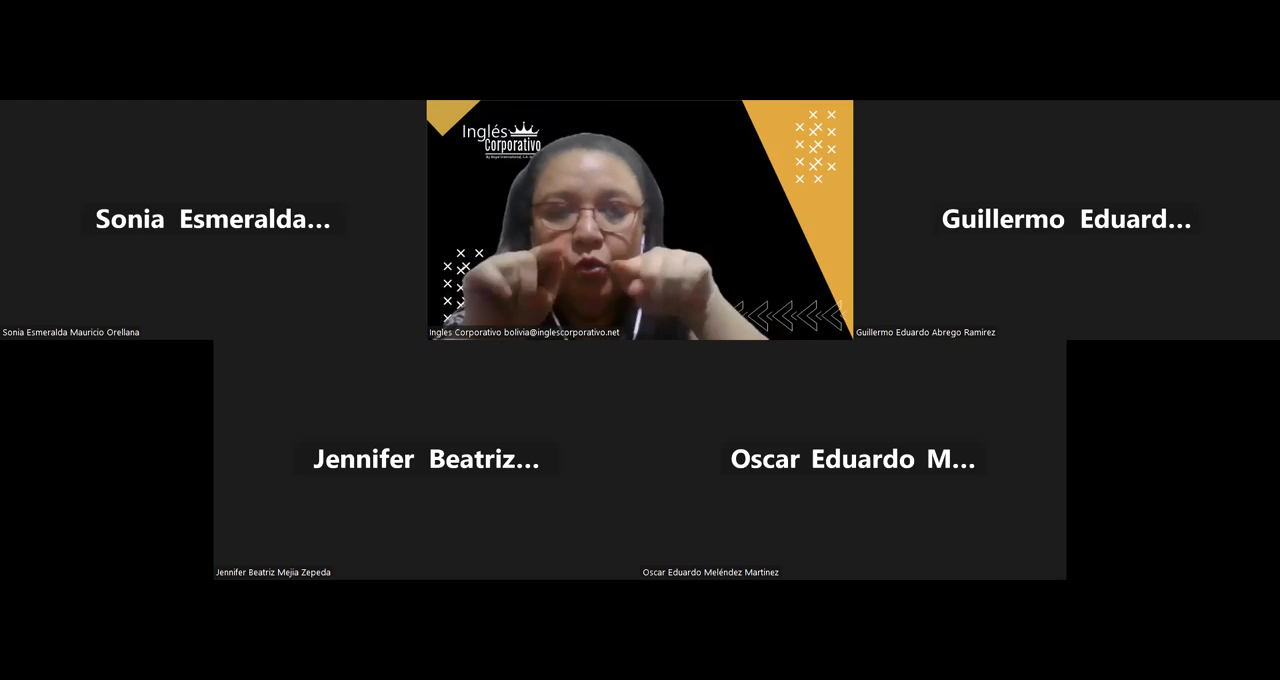 Inglés
Corporativo
Sonia Esmeralda...
Guillermo Eduard...
Sonia Esmeralda Mauricio Orellana
Ingles Corporativo bolivia@inglescorporativo.net
Guillermo Eduardo Abrego Ramirez
Jennifer Beatriz...
Oscar Eduardo M...
Jennifer Beatriz Mejia Zepeda
Oscar Eduardo Meléndez Martinez